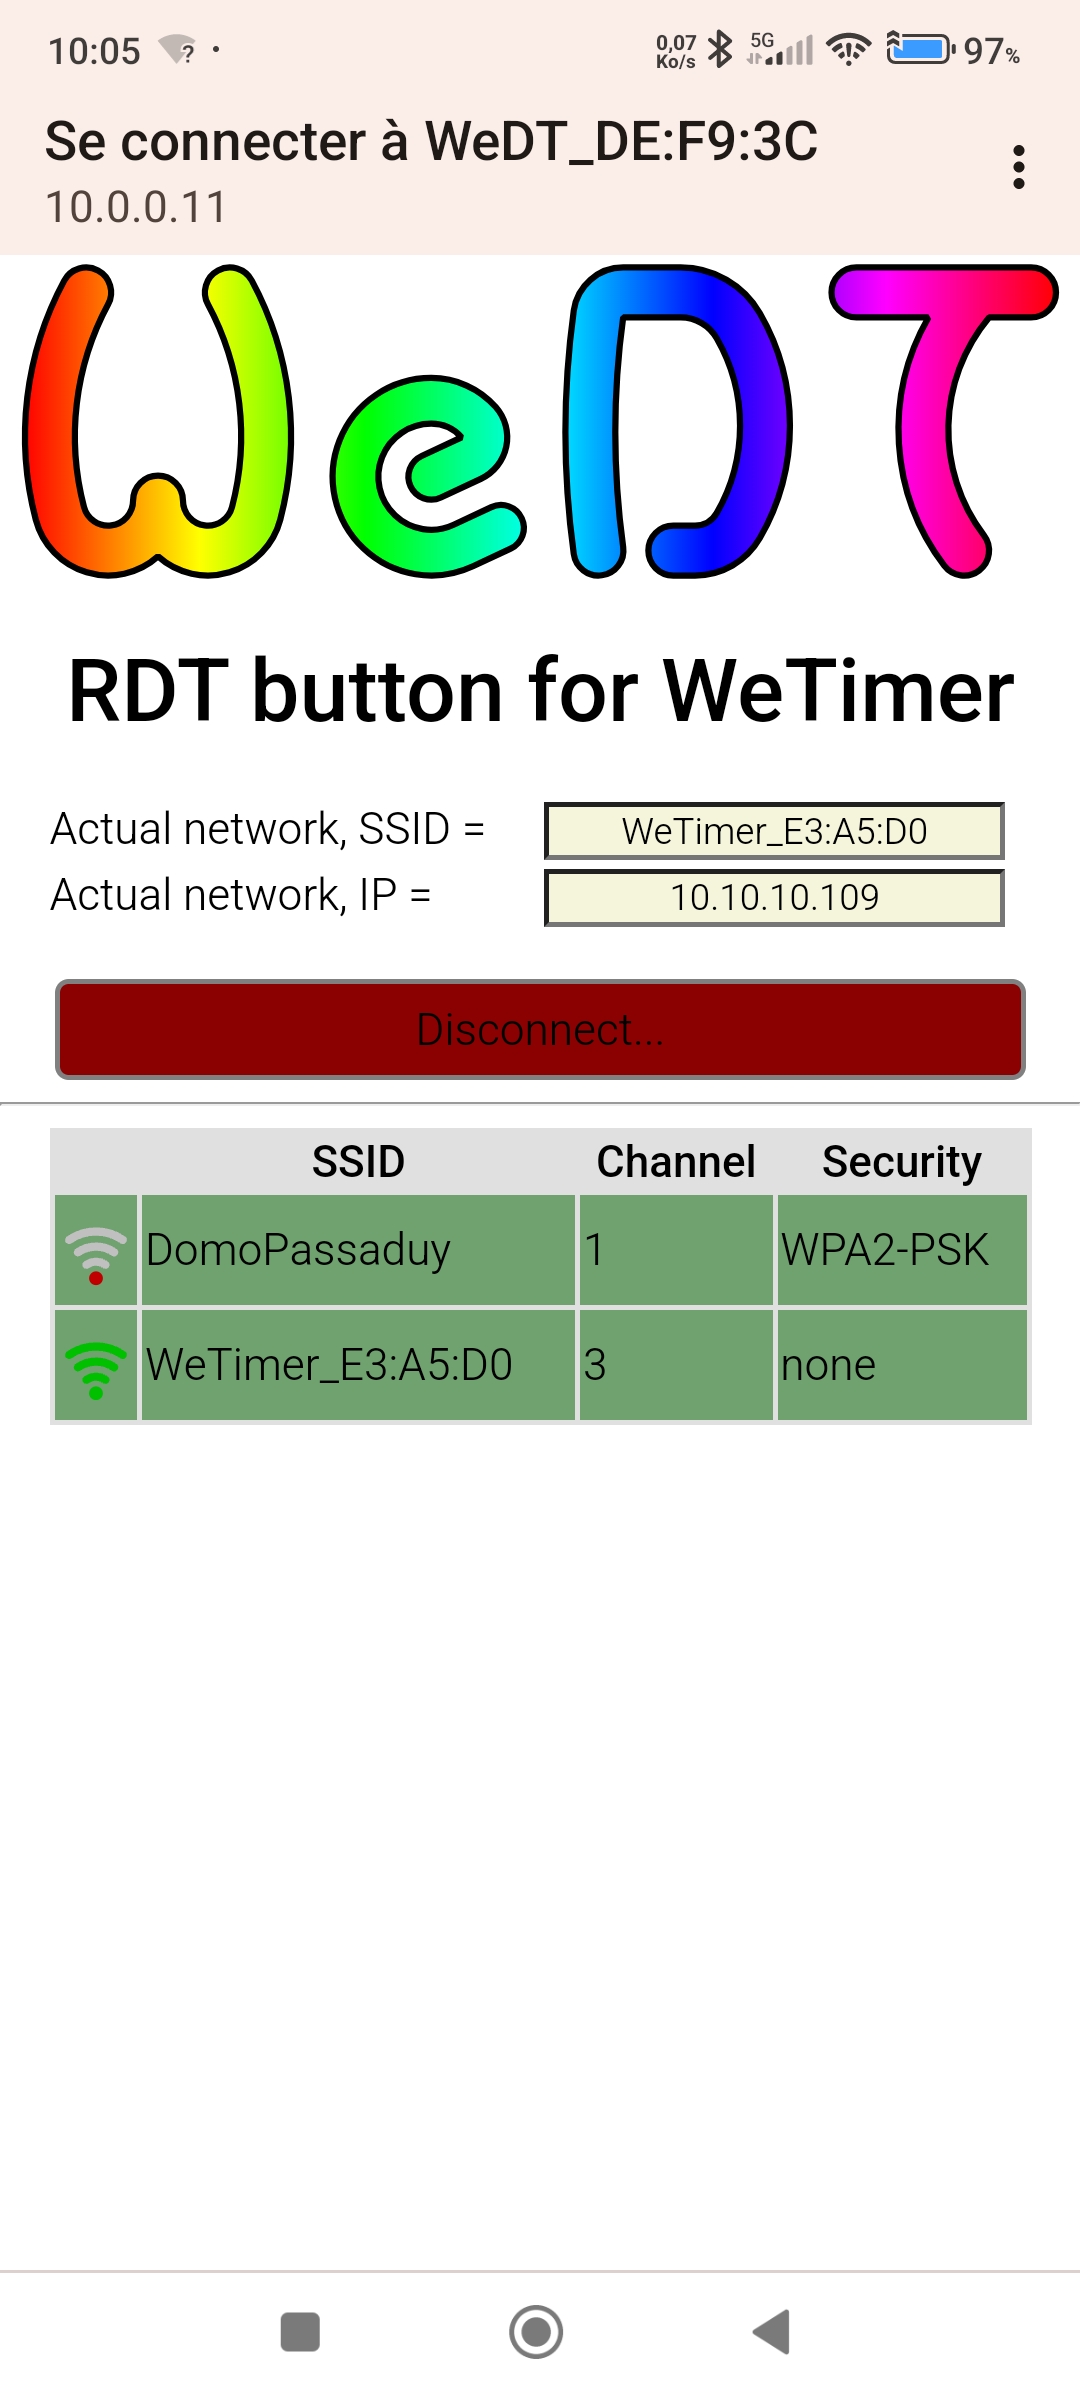 10:05
0,07 Ko/s 5G 97%
Se connecter à WeDT_DE:F9:3C
10.0.0.11
WeDT
RDT button for WeTimer
Actual network, SSID = WeTimer_E3:A5:D0
Actual network, IP = 10.10.10.109
Disconnect...
SSID Channel Security
DomoPassaduy 1 WPA2-PSK
WeTimer_E3:A5:D0 3 none